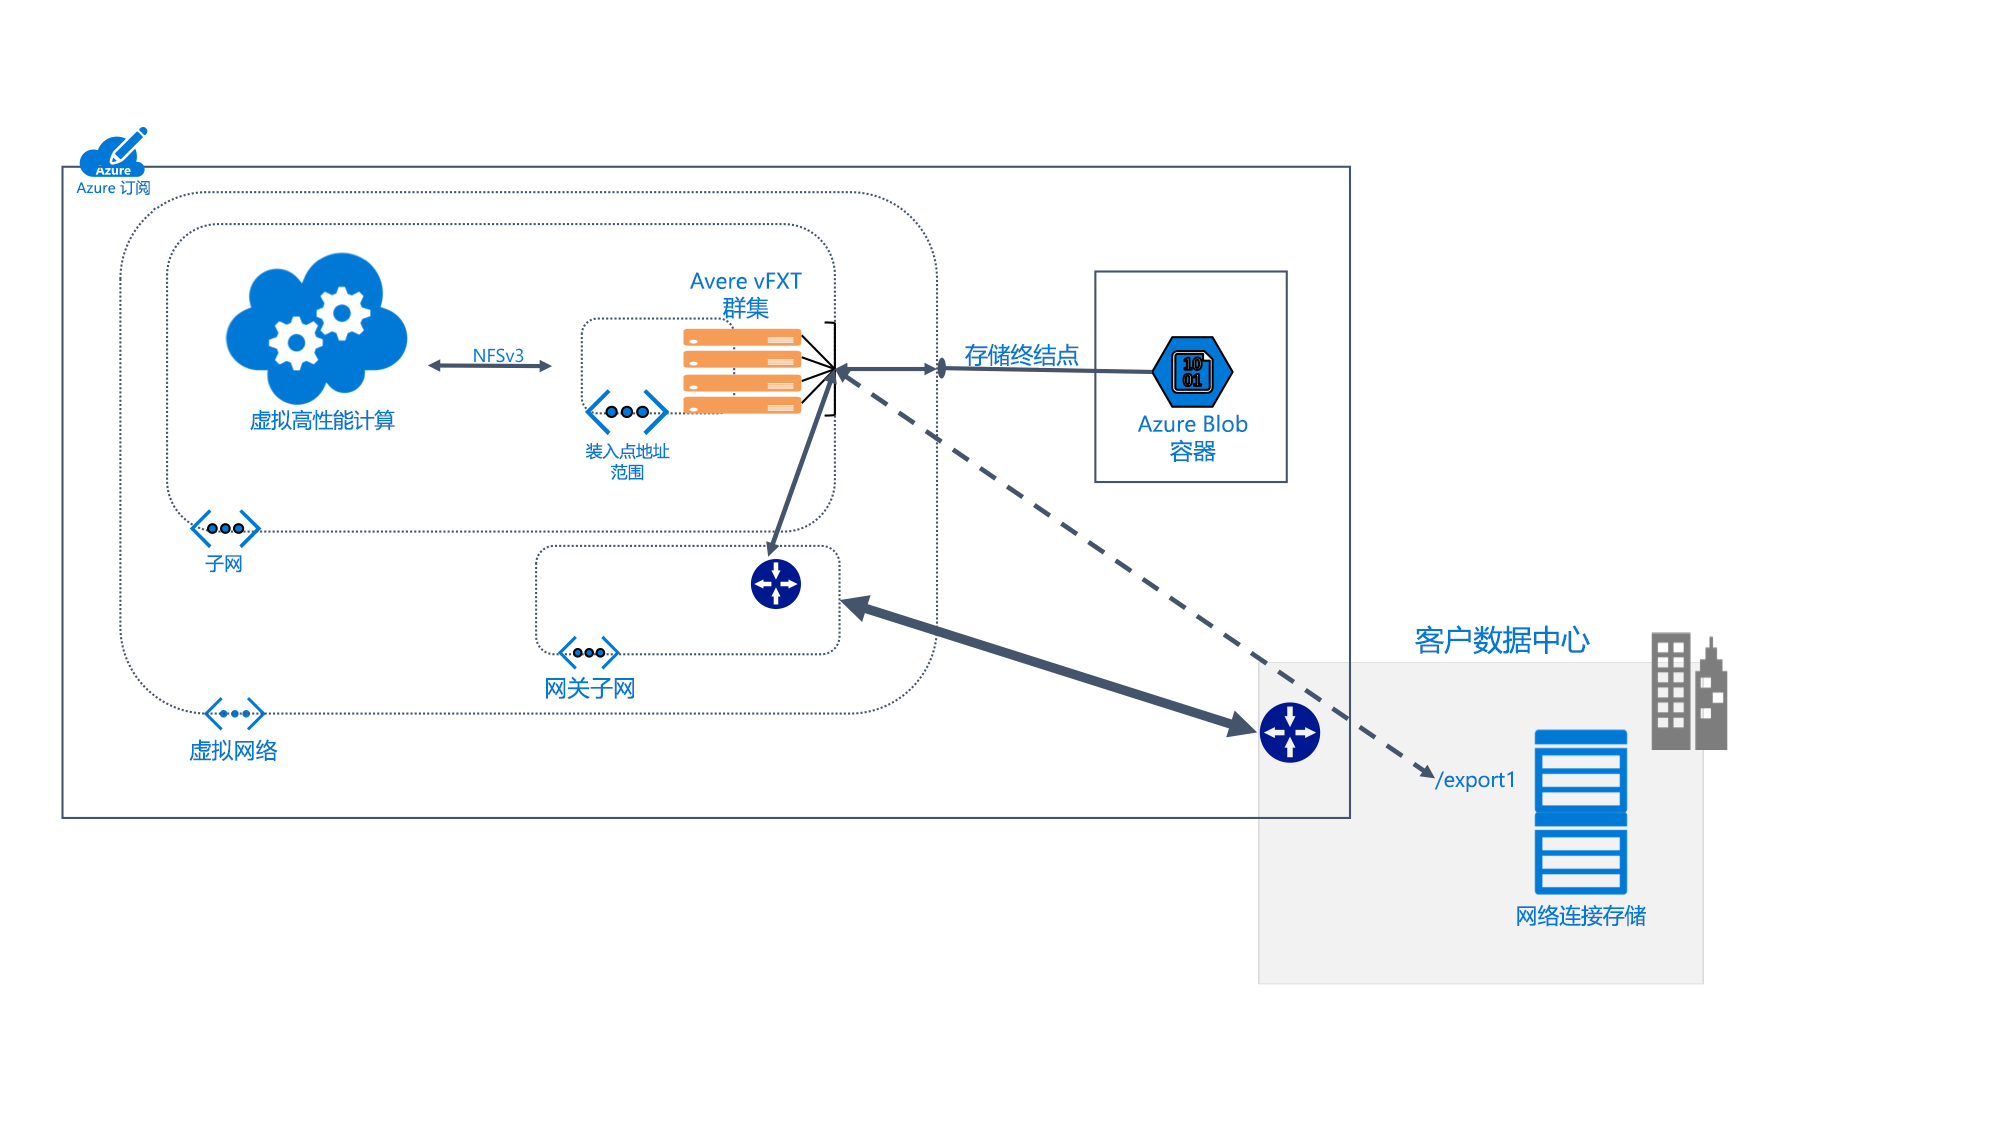 Azure
Azure 订阅
Avere vFXT
群集
NFSv3
存储终结点
10
01
虚拟高性能计算
Azure Blob
容器
装入点地址
范围
子网
网关子网
虚拟网络
客户数据中心
/export1
网络连接存储